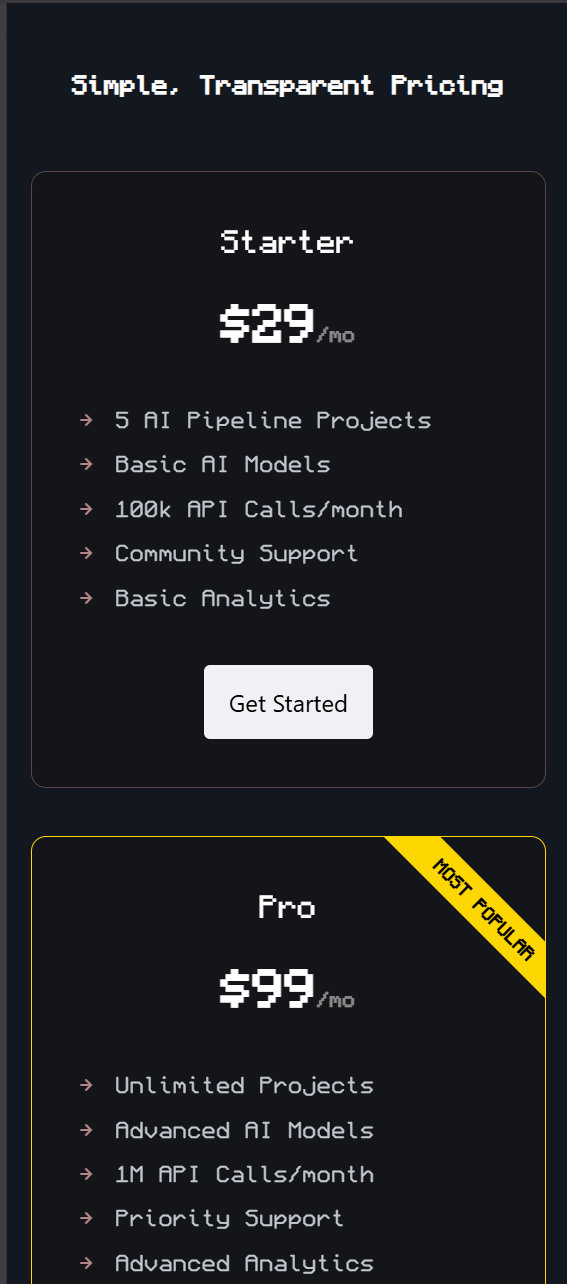 Simple, Transparent Pricing
Starter
$29/mo
→ 5 AI Pipeline Projects
→ Basic AI Models
→ 100k API Calls/month
→ Community Support
→ Basic Analytics
Get Started
MOST POPULAR
Pro
$99/mo
→ Unlimited Projects
→ Advanced AI Models
→ 1M API Calls/month
→ Priority Support
→ Advanced Analytics